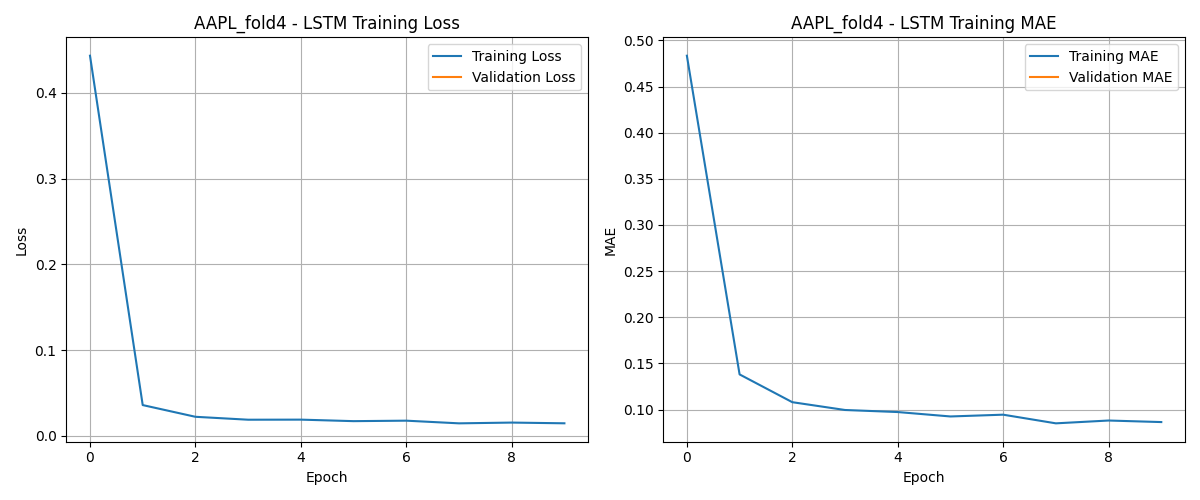 AAPL_fold4 - LSTM Training Loss
Training Loss
Validation Loss
0.4
0.3
0.2
0.1
0.0
Loss
0 2 4 6 8
Epoch
AAPL_fold4 - LSTM Training MAE
Training MAE
Validation MAE
0.50
0.45
0.40
0.35
0.30
0.25
0.20
0.15
0.10
MAE
0 2 4 6 8
Epoch